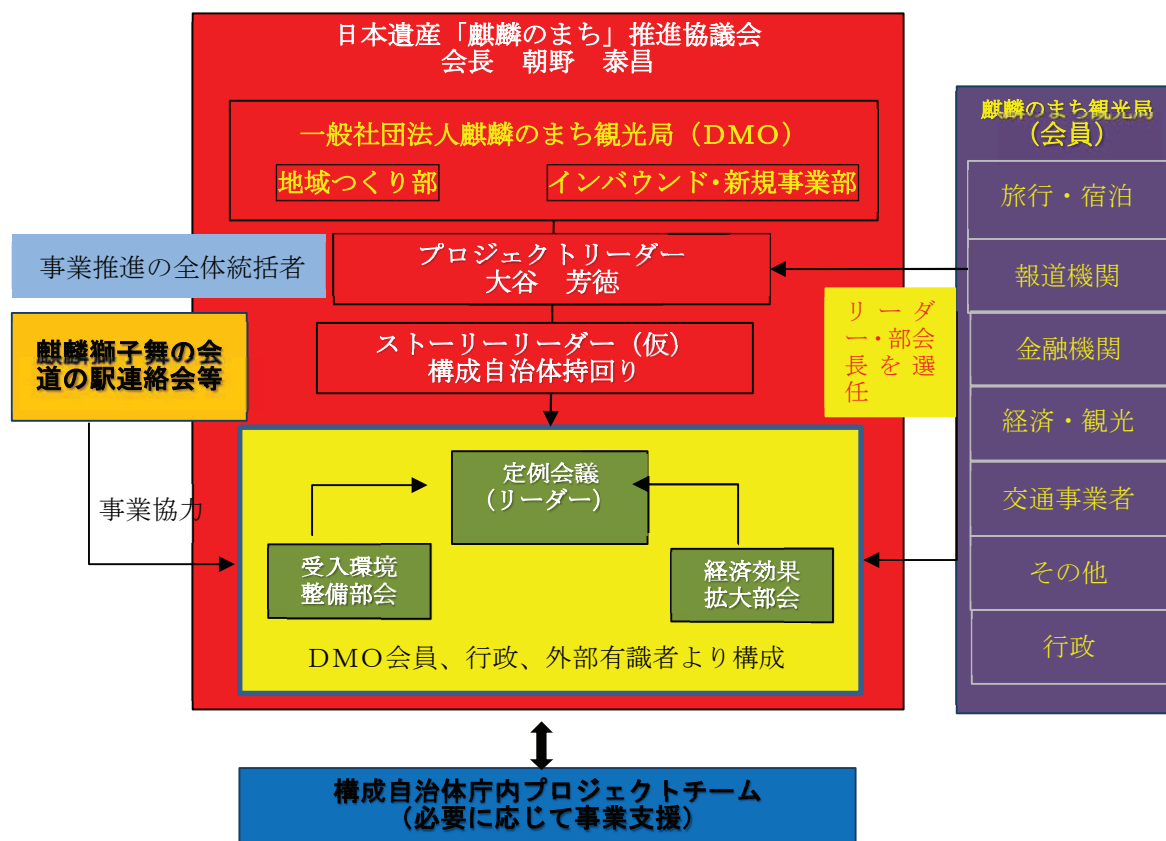 日本遺産「麒麟のまち」推進協議会
会長　朝野　泰昌
一般社団法人麒麟のまち観光局（DMO）
地域つくり部
インバウンド・新規事業部
事業推進の全体統括者
プロジェクトリーダー
大谷　芳徳
ストーリーリーダー（仮）
構成自治体持回り
麒麟獅子舞の会
道の駅連絡会等
事業協力
定例会議
（リーダー）
受入環境
整備部会
経済効果
拡大部会
DMO会員、行政、外部有識者より構成
リーダ
ー・部会
長を選
任
麒麟のまち観光局
（会員）
旅行・宿泊
報道機関
金融機関
経済・観光
交通事業者
その他
行政
構成自治体庁内プロジェクトチーム
（必要に応じて事業支援）